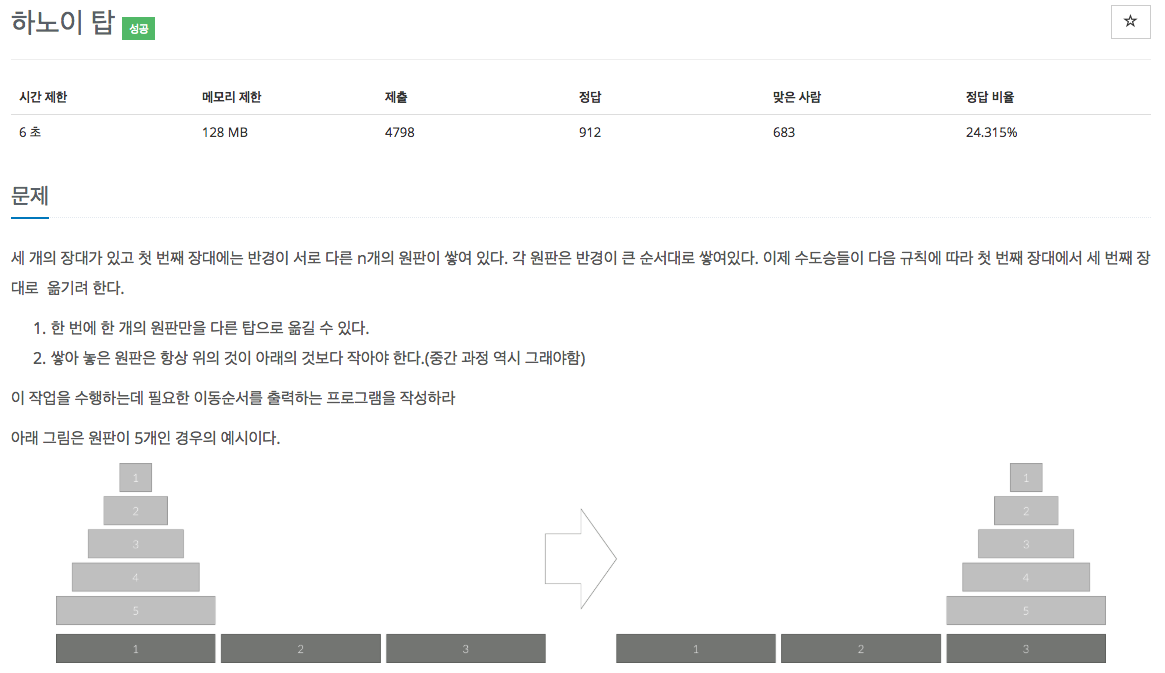 하노이 탑 성공
☆
시간 제한 메모리 제한 제출 정답 맞은 사람 정답 비율
6 초 128 MB 4798 912 683 24.315%
문제
세 개의 장대가 있고 첫 번째 장대에는 반경이 서로 다른 n개의 원판이 쌓여 있다. 각 원판은 반경이 큰 순서대로 쌓여있다. 이제 수도승들이 다음 규칙에 따라 첫 번째 장대에서 세 번째 장
대로 옮기려 한다.
1. 한 번에 한 개의 원판만을 다른 탑으로 옮길 수 있다.
2. 쌓아 놓은 원판은 항상 위의 것이 아래의 것보다 작아야 한다.(중간 과정 역시 그래야함)
이 작업을 수행하는데 필요한 이동순서를 출력하는 프로그램을 작성하라
아래 그림은 원판이 5개인 경우의 예시이다.
1 1
2 2
3 3
4 4
5 5
1 2 3 1 2 3